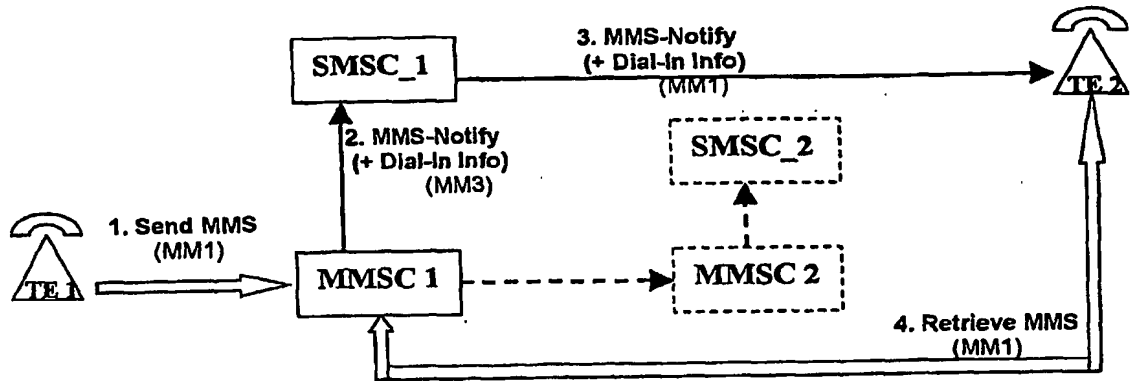 3. MMS-Notify
(+ Dial-In Info)
(MM1)
SMSC_1
TE 2
2. MMS-Notify
(+ Dial-In Info)
(MM3)
SMSC_2
1. Send MMS
(MM1)
TE 1
MMSC 1
MMSC 2
4. Retrieve MMS
(MM1)